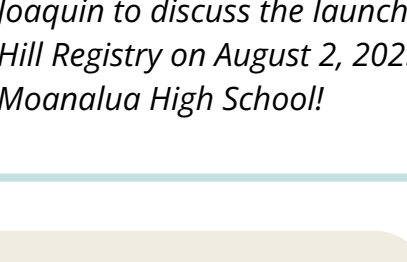 Joaquin to discuss the launch
Hill Registry on August 2, 202
Moanalua High School!